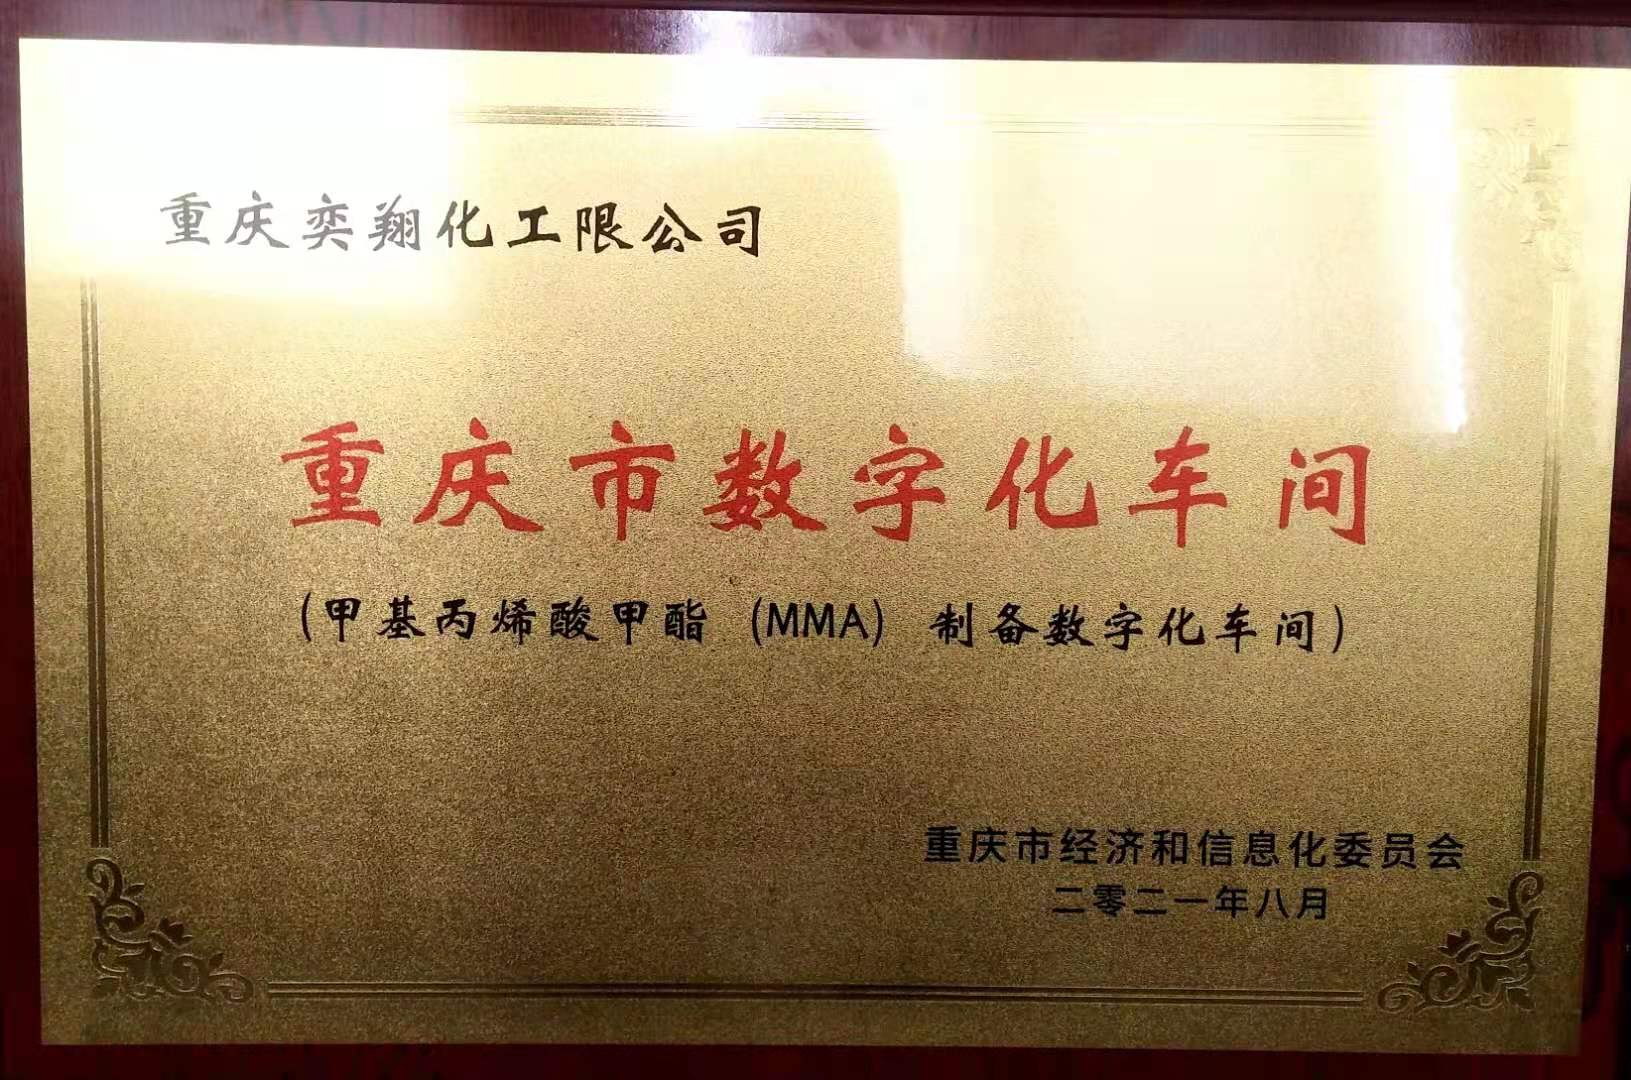 重庆奕翔化工限公司
重庆市数字化车间
（甲基丙烯酸甲酯（MMA）制备数字化车间）
重庆市经济和信息化委员会
二零二一年八月